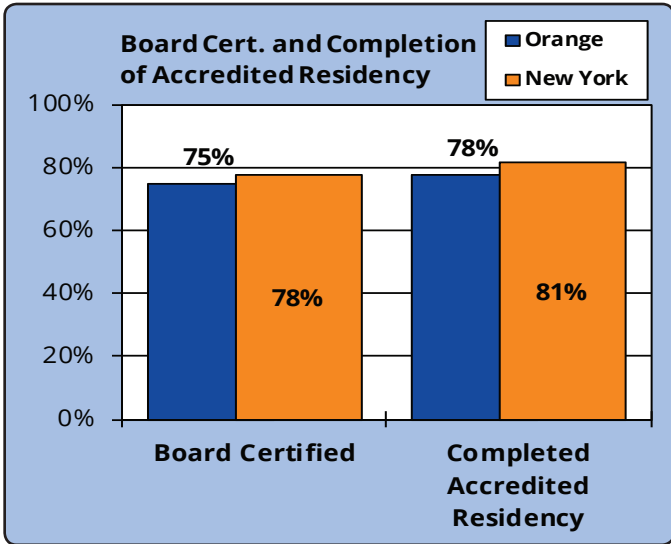 Board Cert. and Completion
of Accredited Residency
Orange
New York
100%
80%
60%
40%
20%
0%
75%
78%
78%
81%
Board Certified
Completed
Accredited
Residency